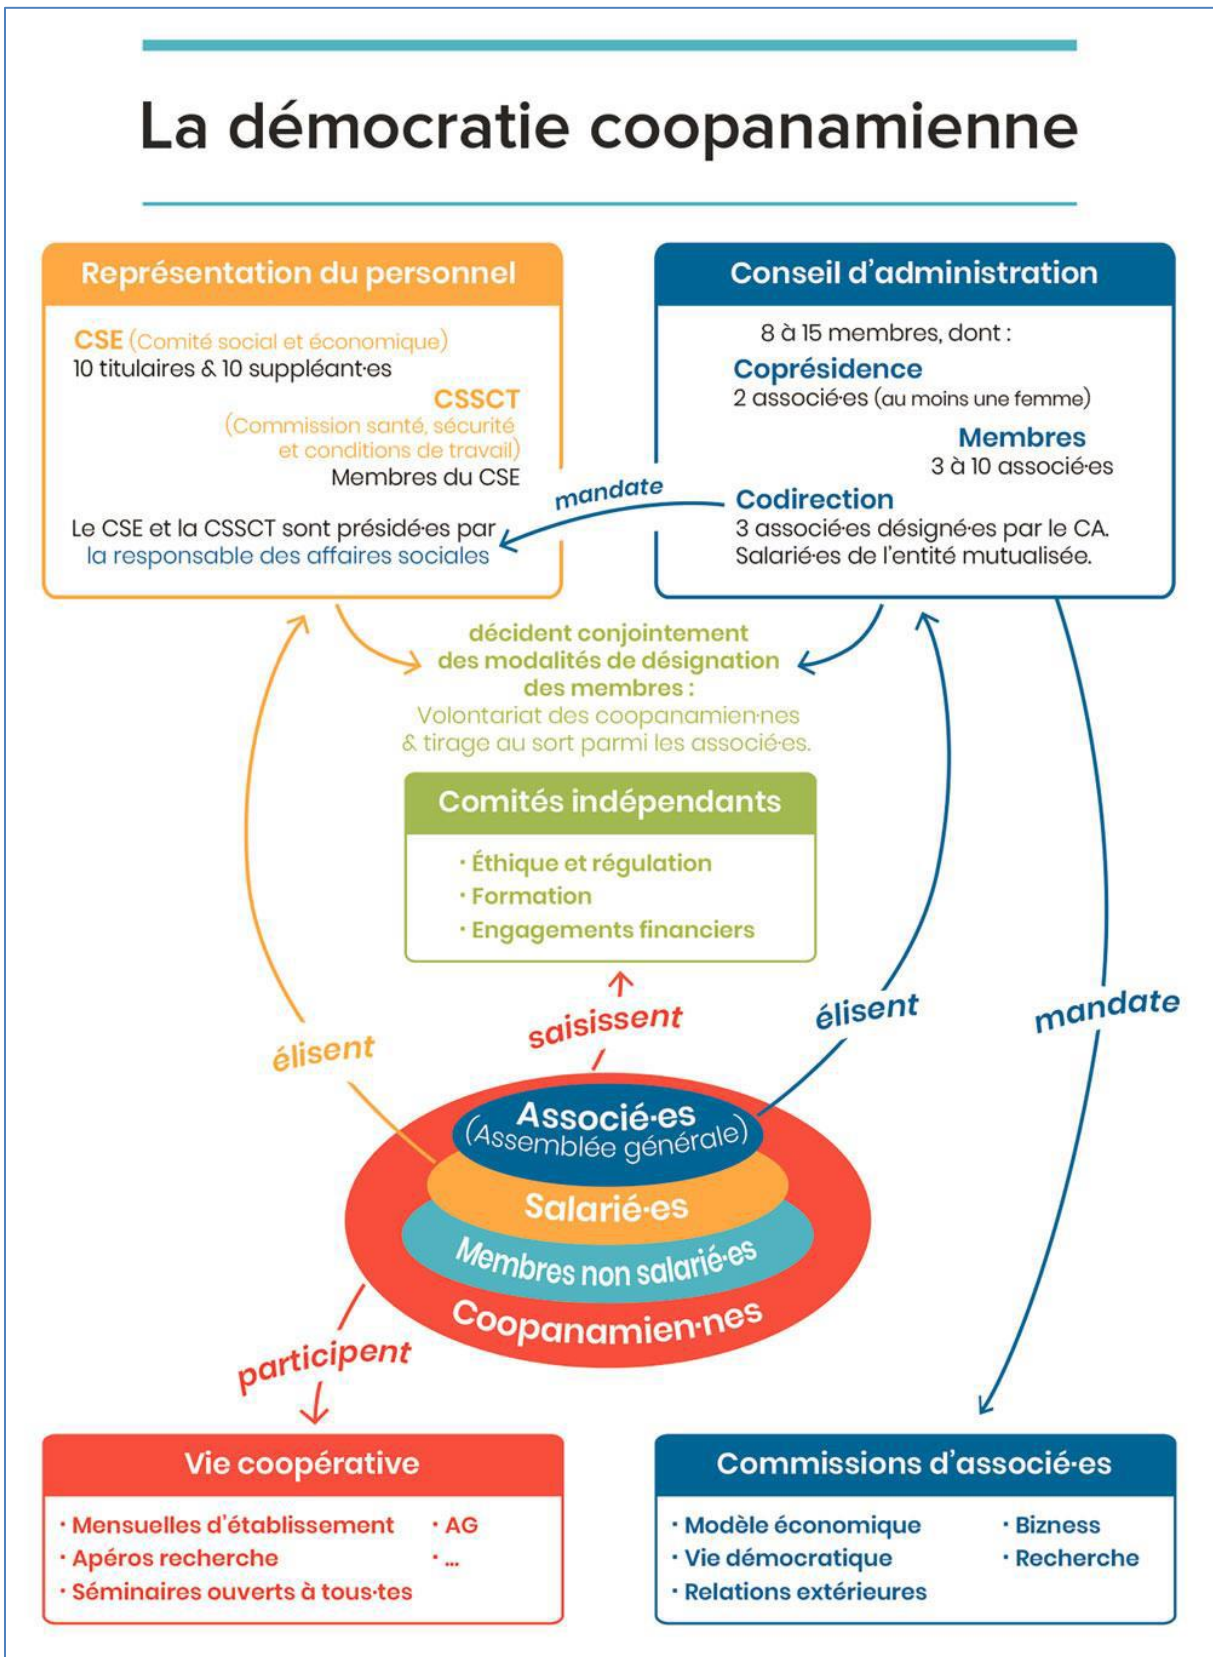 La démocratie coopanamienne
Représentation du personnel
CSE (Comité social et économique)
10 titulaires & 10 suppléant·es
CSSCT
(Commission santé, sécurité
et conditions de travail)
Membres du CSE
Le CSE et la CSSCT sont présidé·es par
la responsable des affaires sociales
mandate
Conseil d'administration
8 à 15 membres, dont :
Coprésidence
2 associé·es (au moins une femme)
Membres
3 à 10 associé·es
Codirection
3 associé·es désigné·es par le CA.
Salarié·es de l'entité mutualisée.
décident conjointement
des modalités de désignation
des membres :
Volontariat des coopanamien·nes
& tirage au sort parmi les associé·es.
Comités indépendants
· Éthique et régulation
· Formation
· Engagements financiers
élisent
saisissent
élisent
mandate
Associé·es
(Assemblée générale)
Salarié·es
Membres non salarié·es
Coopanamien·nes
participent
Vie coopérative
· Mensuelles d'établissement
· Apéros recherche
· Séminaires ouverts à tous·tes
· AG
· ...
Commissions d'associé·es
· Modèle économique
· Vie démocratique
· Relations extérieures
· Bizness
· Recherche